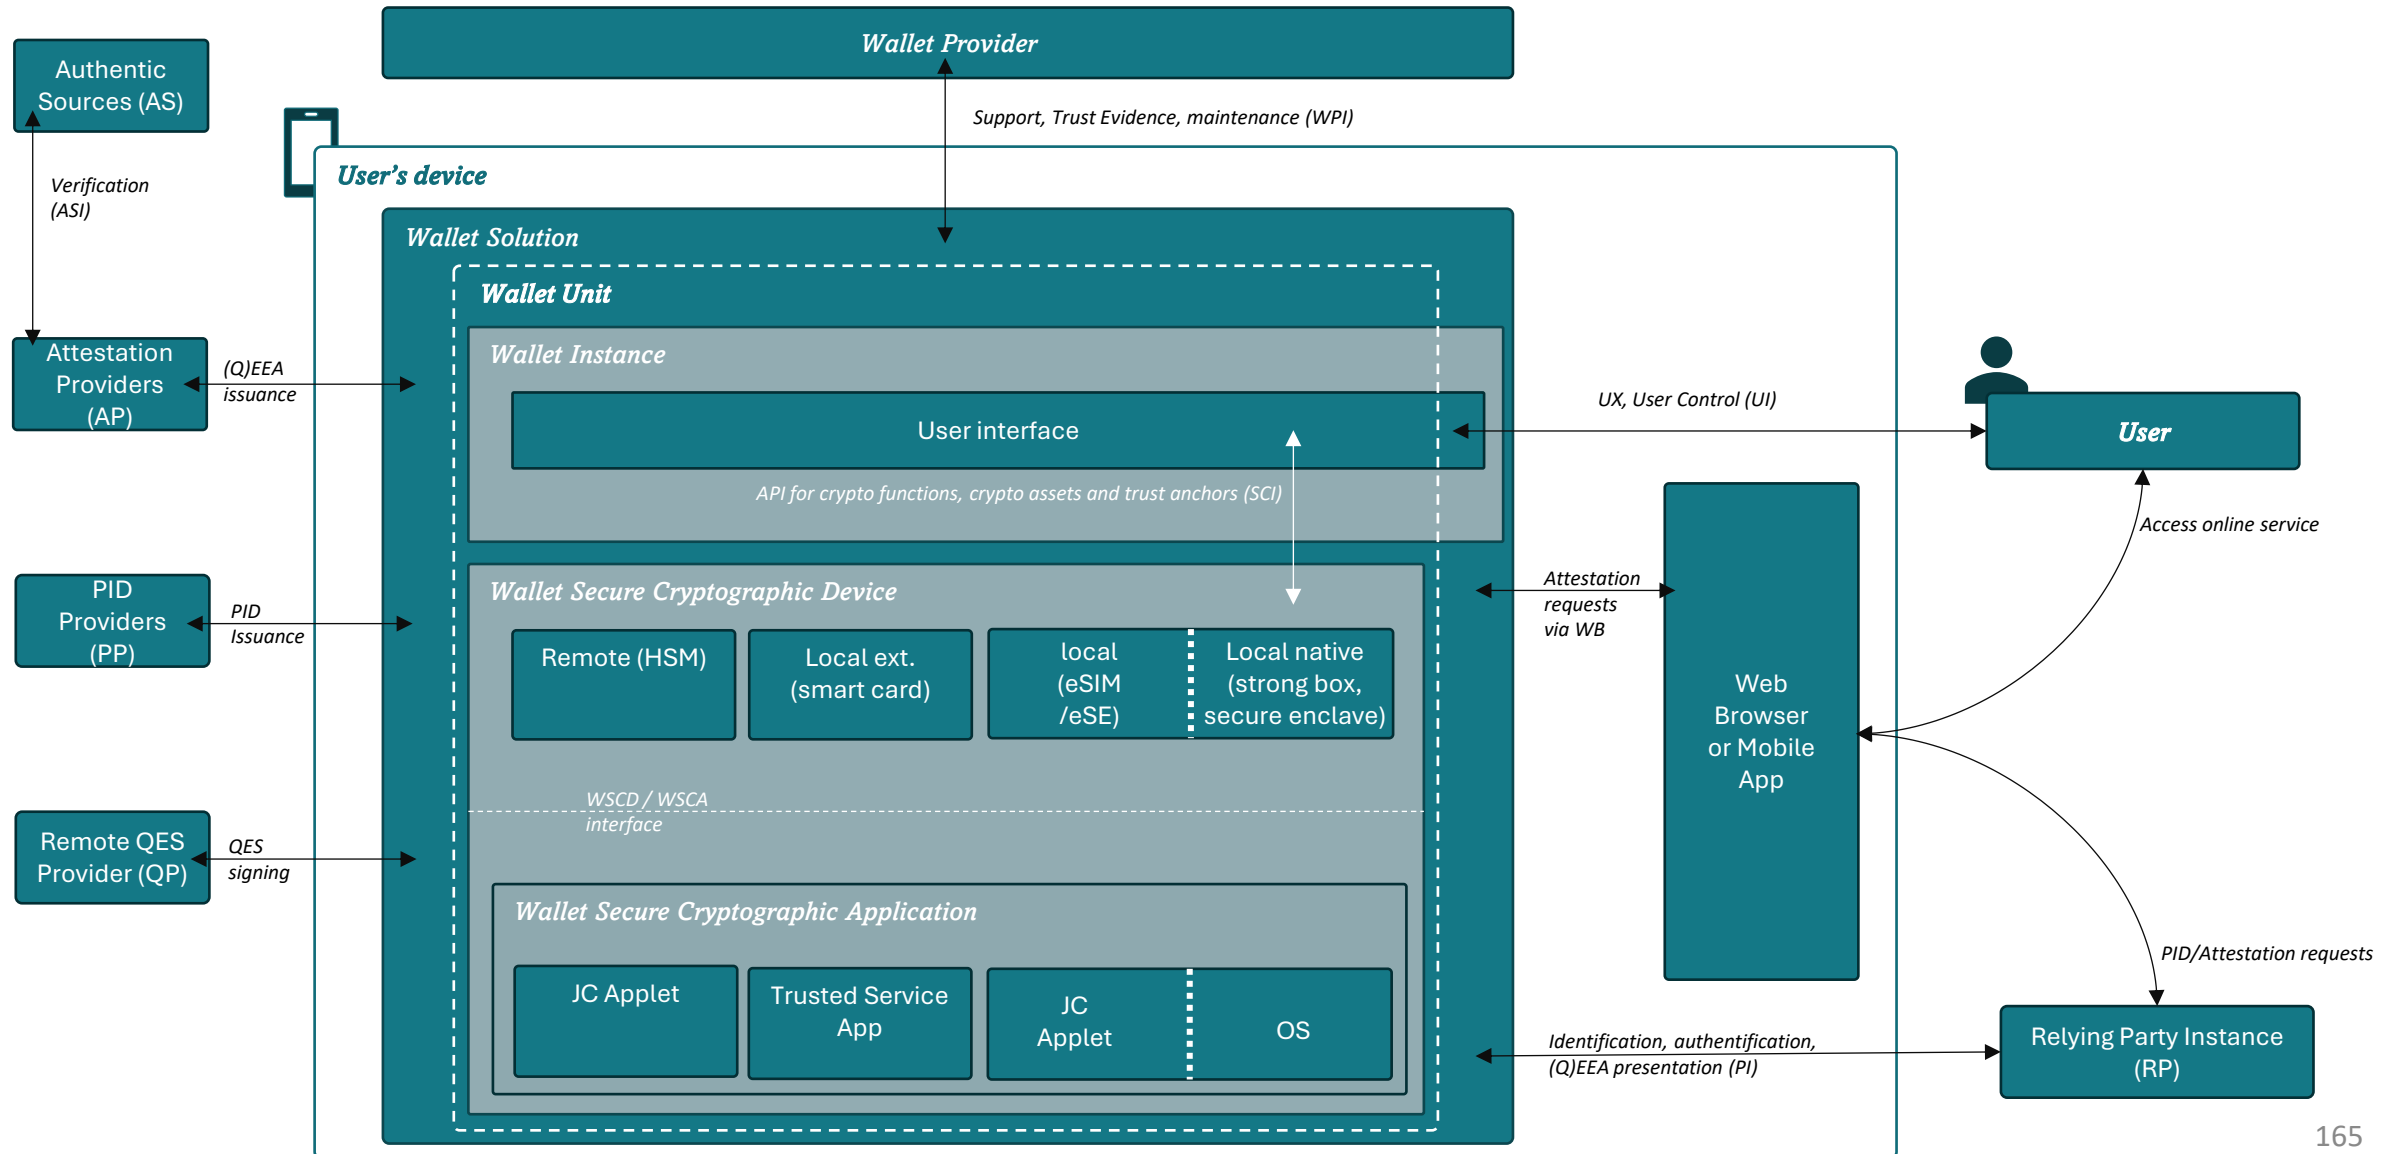 Wallet Provider
Authentic
Sources (AS)
Support, Trust Evidence, maintenance (WPI)
User's device
Verification
(ASI)
Wallet Solution
Wallet Unit
Attestation
Providers
(AP)
(Q)EEA
issuance
Wallet Instance
User interface
UX, User Control (UI)
User
API for crypto functions, crypto assets and trust anchors (SCI)
Access online service
PID
Providers
(PP)
PID
Issuance
Wallet Secure Cryptographic Device
Remote (HSM)
Local ext.
(smart card)
local
(eSIM
/eSE)
Local native
(strong box,
secure enclave)
Attestation
requests
via WB
Web
Browser
or Mobile
App
WSCD / WSCA
interface
Remote QES
Provider (QP)
QES
signing
Wallet Secure Cryptographic Application
JC Applet
Trusted Service
App
JC
Applet
OS
PID/Attestation requests
Identification, authentification,
(Q)EEA presentation (PI)
Relying Party Instance
(RP)
165